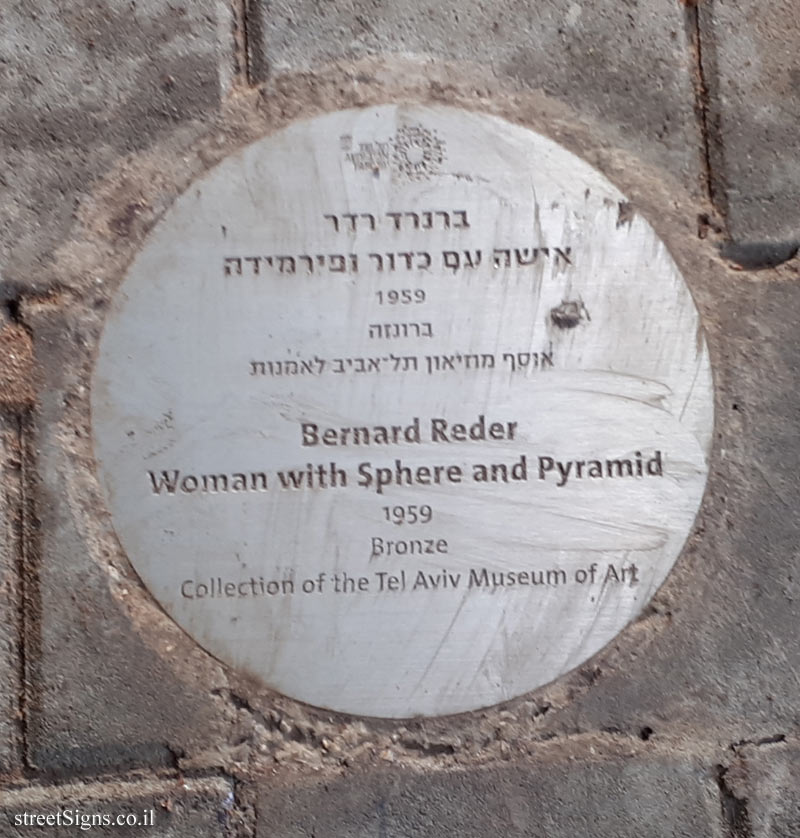 ברנרד רדר
אישה עם כדור ופירמידה
1959
ברונזה
אוסף מוזיאון תל־אביב לאמנות
Bernard Reder
Woman with Sphere and Pyramid
1959
Bronze
Collection of the Tel Aviv Museum of Art
streetSigns.co.il